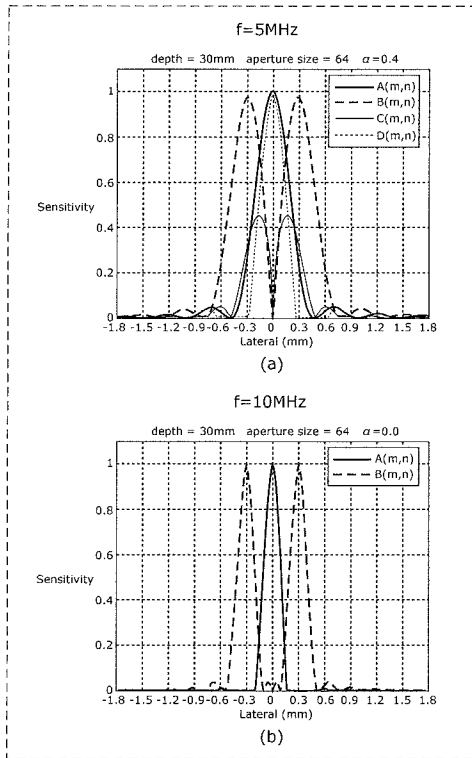 f=5MHz
depth = 30mm aperture size = 64 α=0.4
A(m,n)
B(m,n)
C(m,n)
D(m,n)
1
0.8
0.6
Sensitivity
0.4
0.2
0
-1.8 -1.5 -1.2 -0.9 -0.6 -0.3 0 0.3 0.6 0.9 1.2 1.5 1.8
Lateral (mm)
(a)
f=10MHz
depth = 30mm aperture size = 64 α=0.0
A(m,n)
B(m,n)
1
0.8
0.6
Sensitivity
0.4
0.2
0
-1.8 -1.5 -1.2 -0.9 -0.6 -0.3 0 0.3 0.6 0.9 1.2 1.5 1.8
Lateral (mm)
(b)